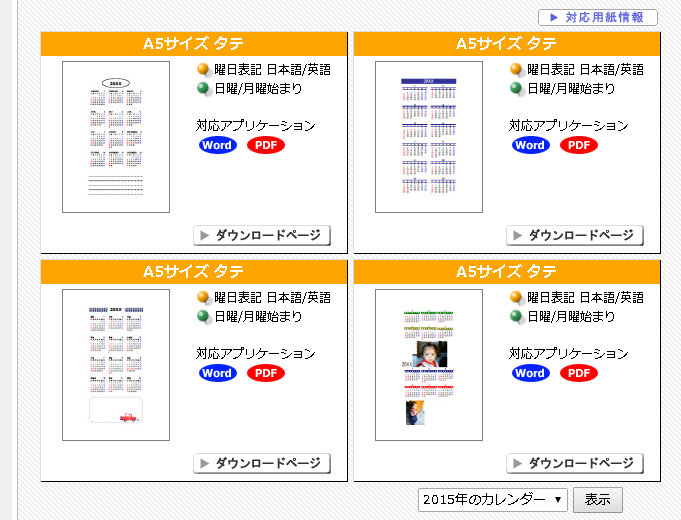 ▶ 対応用紙情報
A5サイズ タテ
曜日表記 日本語/英語
日曜/月曜始まり
対応アプリケーション
Word PDF
20XX
▶ ダウンロードページ
A5サイズ タテ
曜日表記 日本語/英語
日曜/月曜始まり
対応アプリケーション
Word PDF
20XX
▶ ダウンロードページ
A5サイズ タテ
曜日表記 日本語/英語
日曜/月曜始まり
対応アプリケーション
Word PDF
20XX
▶ ダウンロードページ
A5サイズ タテ
曜日表記 日本語/英語
日曜/月曜始まり
対応アプリケーション
Word PDF
▶ ダウンロードページ
2015年のカレンダー ▼ 表示